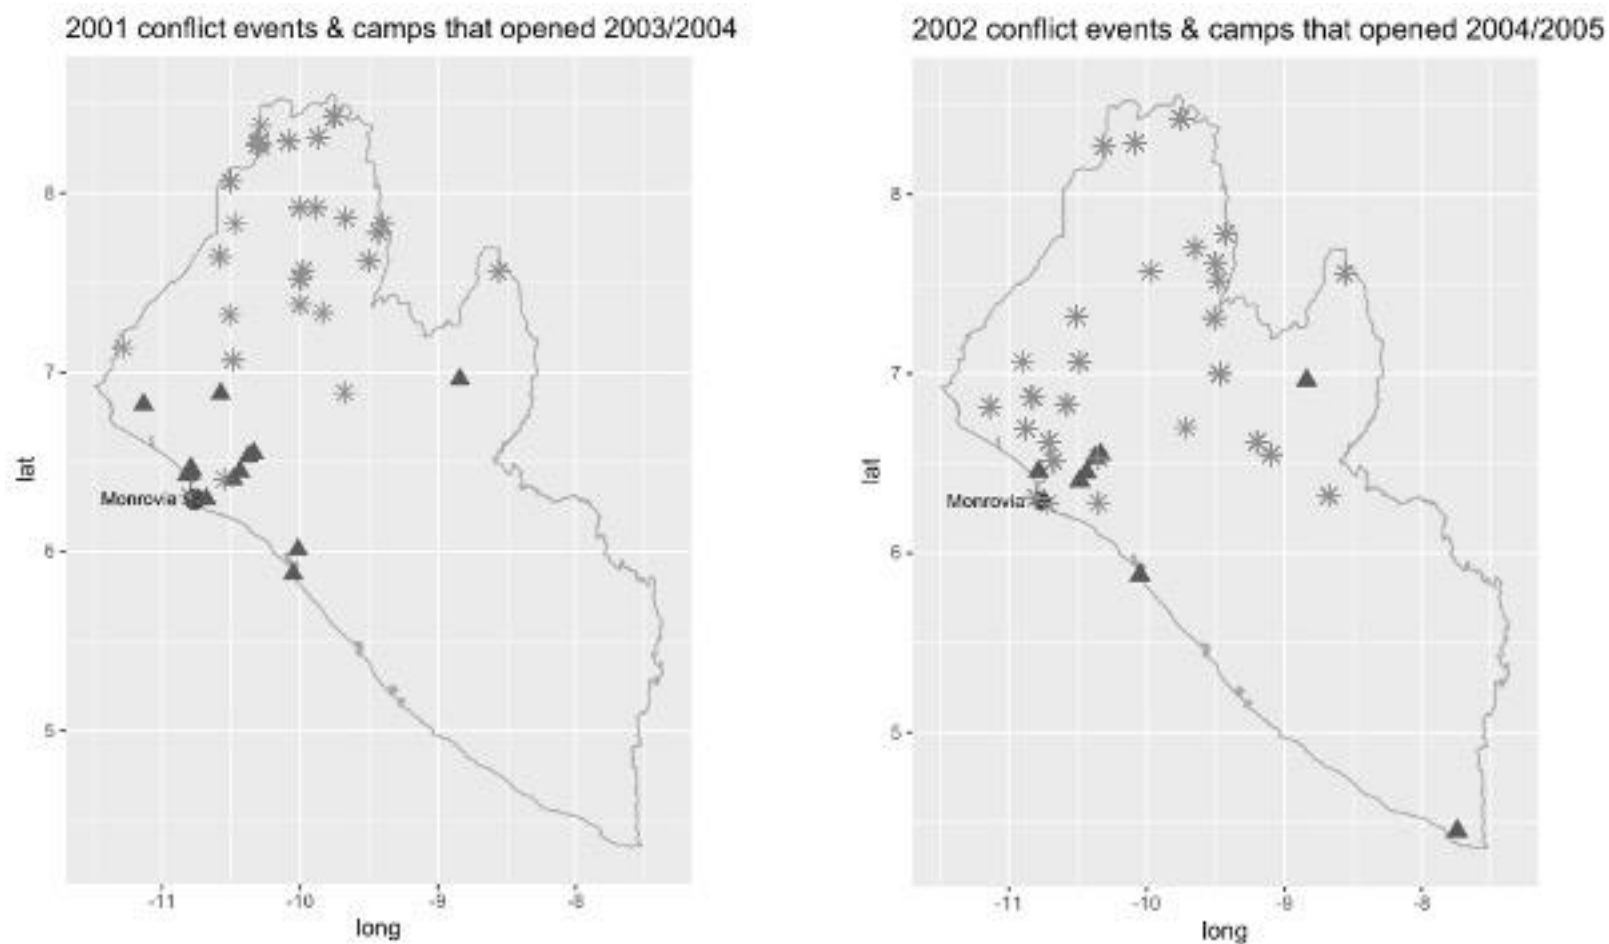 2001 conflict events & camps that opened 2003/2004
8
7
6
5
lat
Monrovia
-11
-10
-9
-8
long
2002 conflict events & camps that opened 2004/2005
8
7
6
5
lat
Monrovia
-11
-10
-9
-8
long